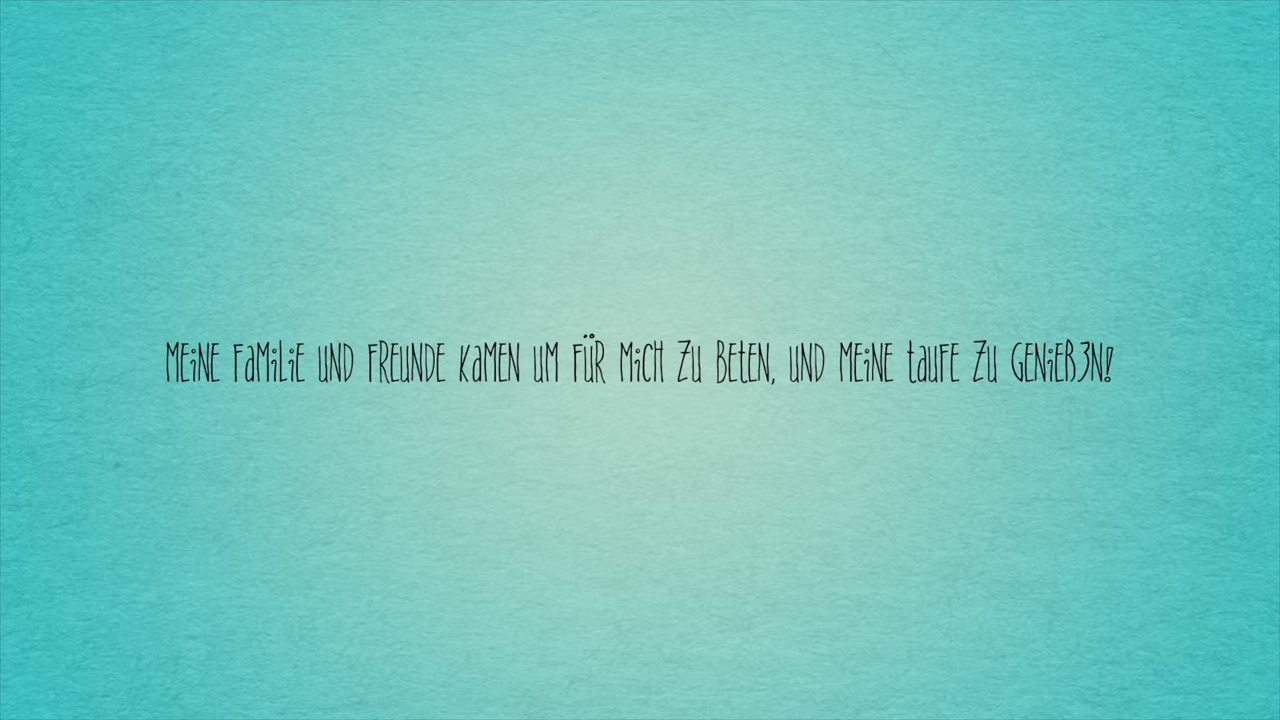 MEiNE FaMiLiE UND FREUNDE KaMEN UM FÜR MiCH ZU BEtEN, UND MEiNE taUFE ZU GENiEß3N!